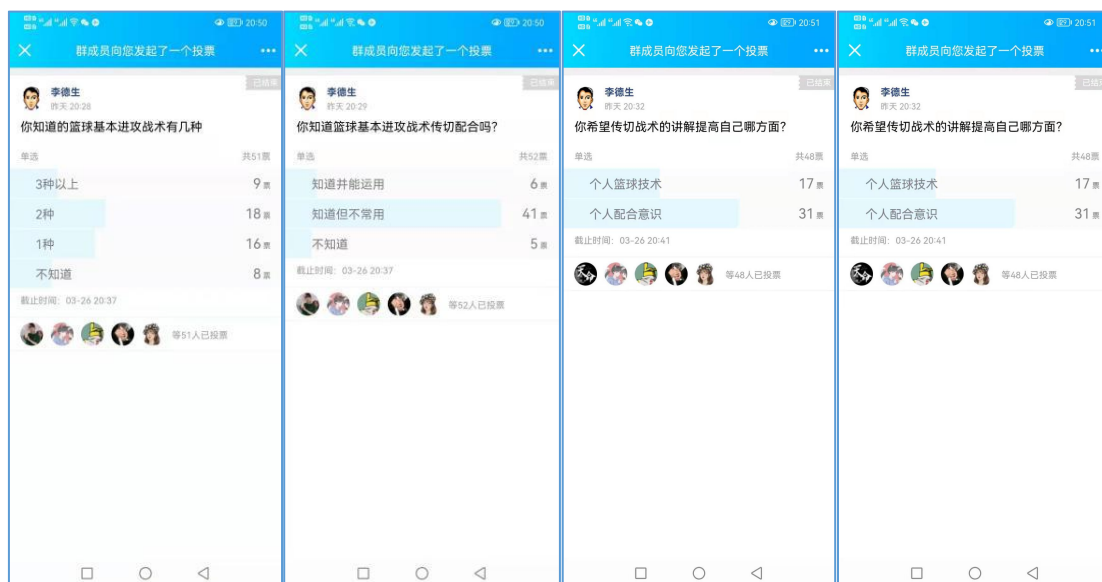 20:50
群成员向您发起了一个投票
已结束
李德生
昨天 20:28
你知道的篮球基本进攻战术有几种
单选 共51票
3种以上 9票
2种 18票
1种 16票
不知道 8票
截止时间：03-26 20:37
等51人已投票
20:50
群成员向您发起了一个投票
已结束
李德生
昨天 20:29
你知道篮球基本进攻战术传切配合吗?
单选 共52票
知道并能运用 6票
知道但不常用 41票
不知道 5票
截止时间：03-26 20:37
等52人已投票
20:51
群成员向您发起了一个投票
已结束
李德生
昨天 20:32
你希望传切战术的讲解提高自己哪方面?
单选 共48票
个人篮球技术 17票
个人配合意识 31票
截止时间：03-26 20:41
等48人已投票
20:51
群成员向您发起了一个投票
已结
李德生
昨天 20:32
你希望传切战术的讲解提高自己哪方面?
单选 共48票
个人篮球技术 17票
个人配合意识 31票
截止时间：03-26 20:41
等48人已投票